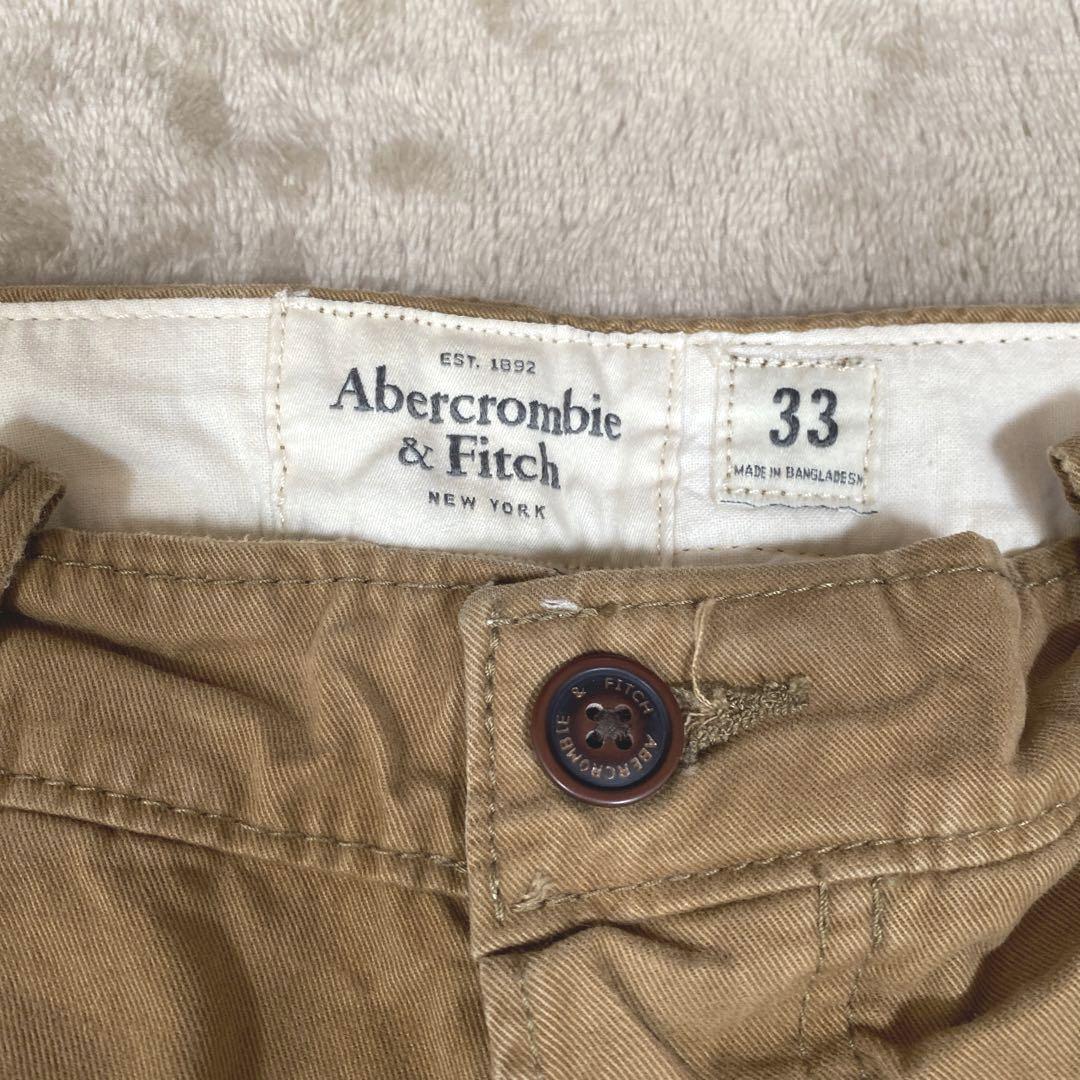 EST. 1892
Abercrombie
& Fitch
NEW YORK
33
MADE IN BANGLADESH
ABERCROMBIE & FITCH